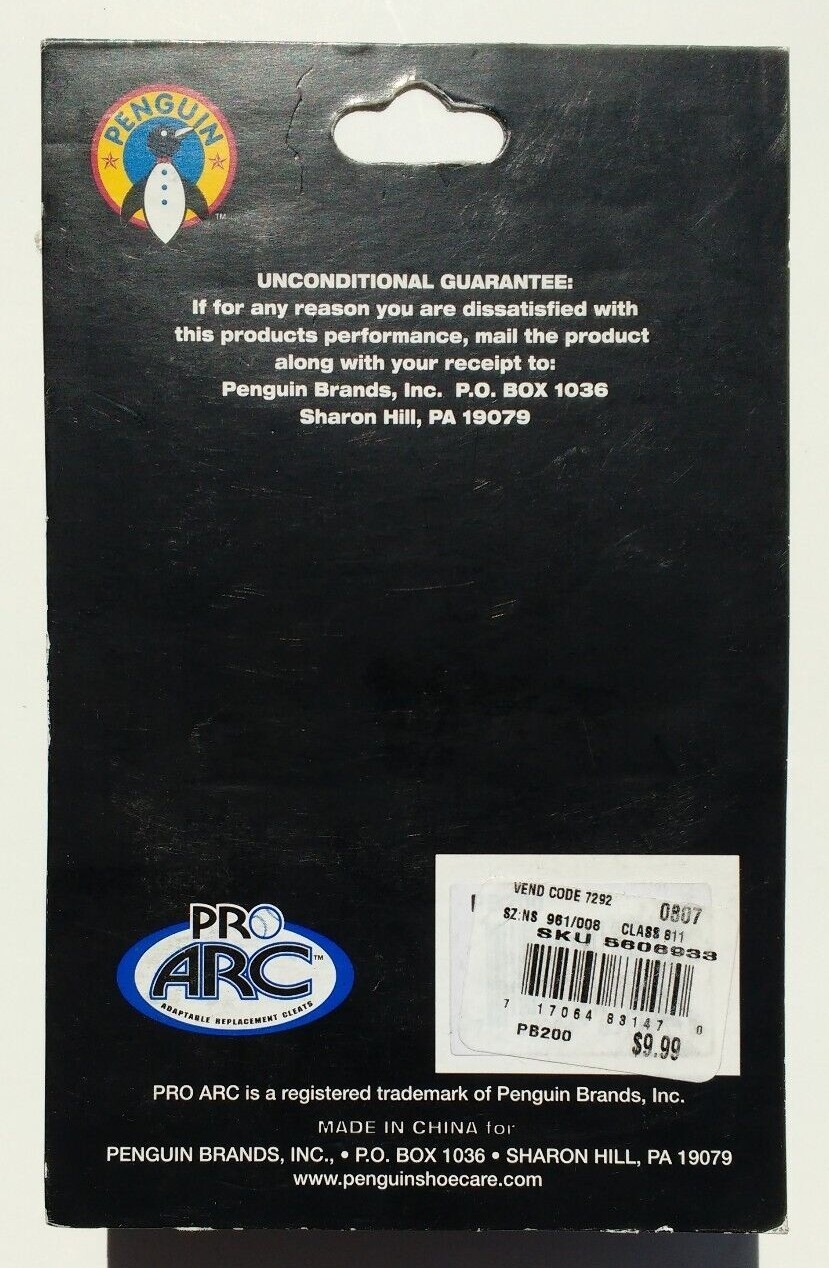 PENGUIN
TM
UNCONDITIONAL GUARANTEE:
If for any reason you are dissatisfied with
this products performance, mail the product
along with your receipt to:
Penguin Brands, Inc. P.O. BOX 1036
Sharon Hill, PA 19079
PRO
ARC™
ADAPTABLE REPLACEMENT CLEATS
VEND CODE 7292
0807
SZ:NS 961/008 CLASS 811
SKU 5606933
7 17064 83147 0
PB200 $9.99
PRO ARC is a registered trademark of Penguin Brands, Inc.
MADE IN CHINA for
PENGUIN BRANDS, INC., • P.O. BOX 1036 • SHARON HILL, PA 19079
www.penguinshoecare.com